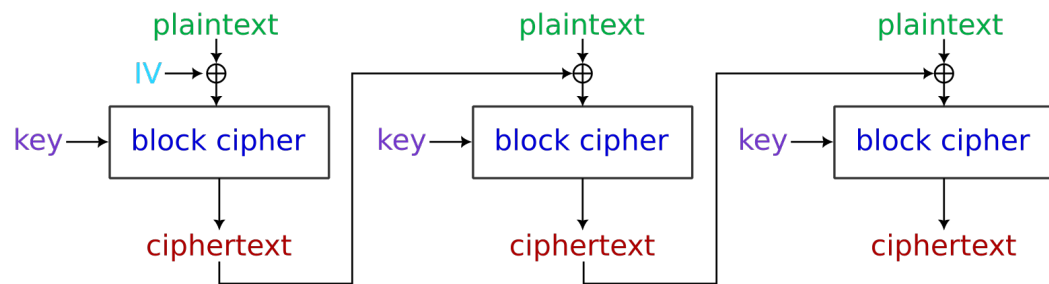 plaintext plaintext plaintext
IV
key block cipher key block cipher key block cipher
ciphertext ciphertext ciphertext